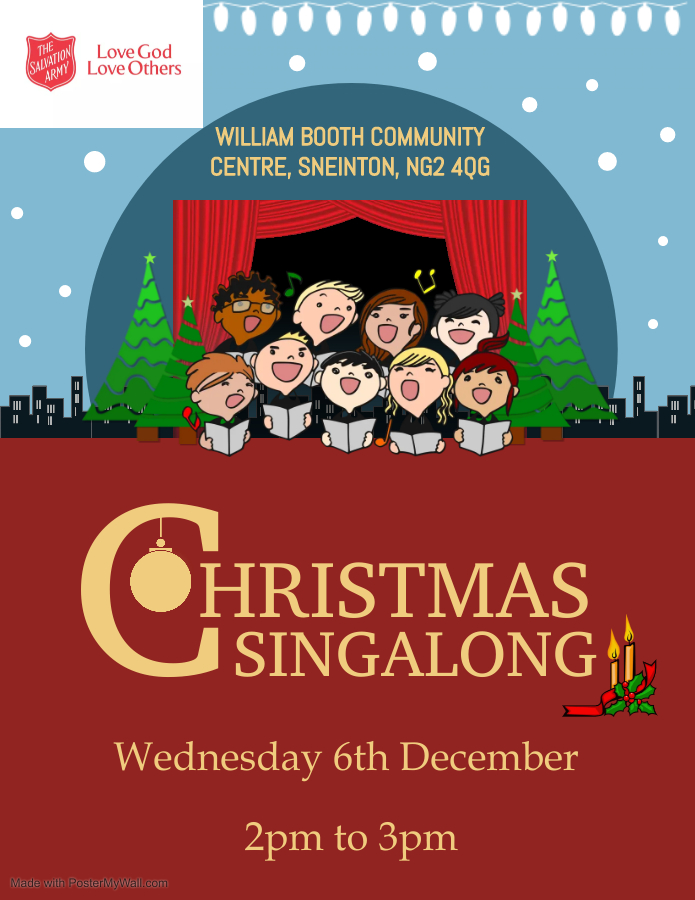 THE
SALVATION
ARMY
Love God
Love Others
WILLIAM BOOTH COMMUNITY
CENTRE, SNEINTON, NG2 4QG
CHRISTMAS
SINGALONG
Wednesday 6th December
2pm to 3pm
Made with PosterMyWall.com